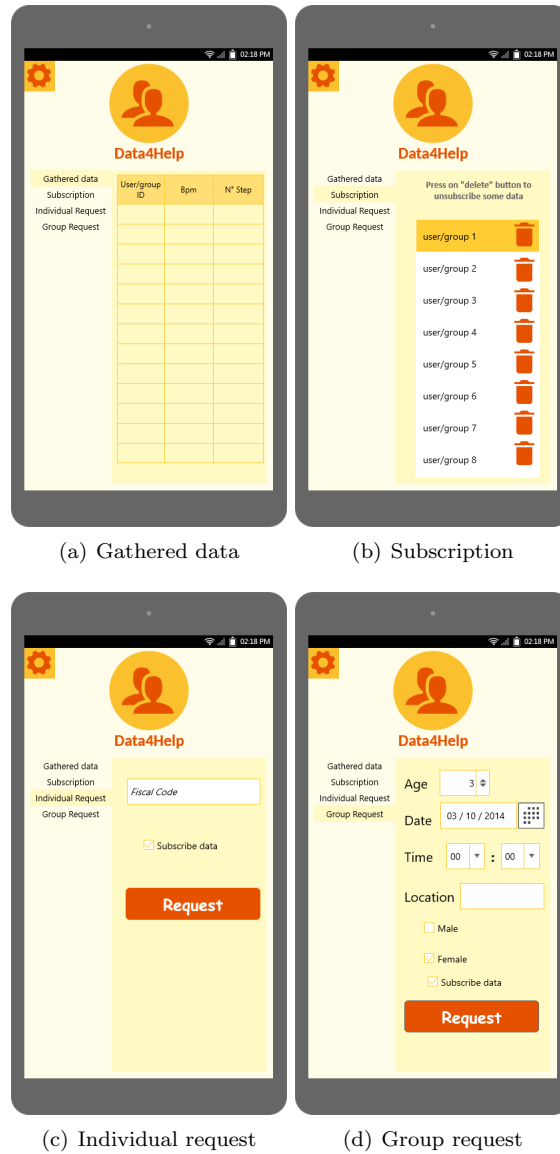 02:18 PM
Data4Help
Gathered data
Subscription
Individual Request
Group Request
User/group ID
Bpm
N° Step
(a) Gathered data
02:18 PM
Data4Help
Gathered data
Subscription
Individual Request
Group Request
Press on "delete" button to
unsubscribe some data
user/group 1
user/group 2
user/group 3
user/group 4
user/group 5
user/group 6
user/group 7
user/group 8
(b) Subscription
02:18 PM
Data4Help
Gathered data
Subscription
Individual Request
Group Request
Fiscal Code
Subscribe data
Request
(c) Individual request
02:18 PM
Data4Help
Gathered data
Subscription
Individual Request
Group Request
Age 3
Date 03 / 10 / 2014
Time 00 : 00
Location
Male
Female
Subscribe data
Request
(d) Group request